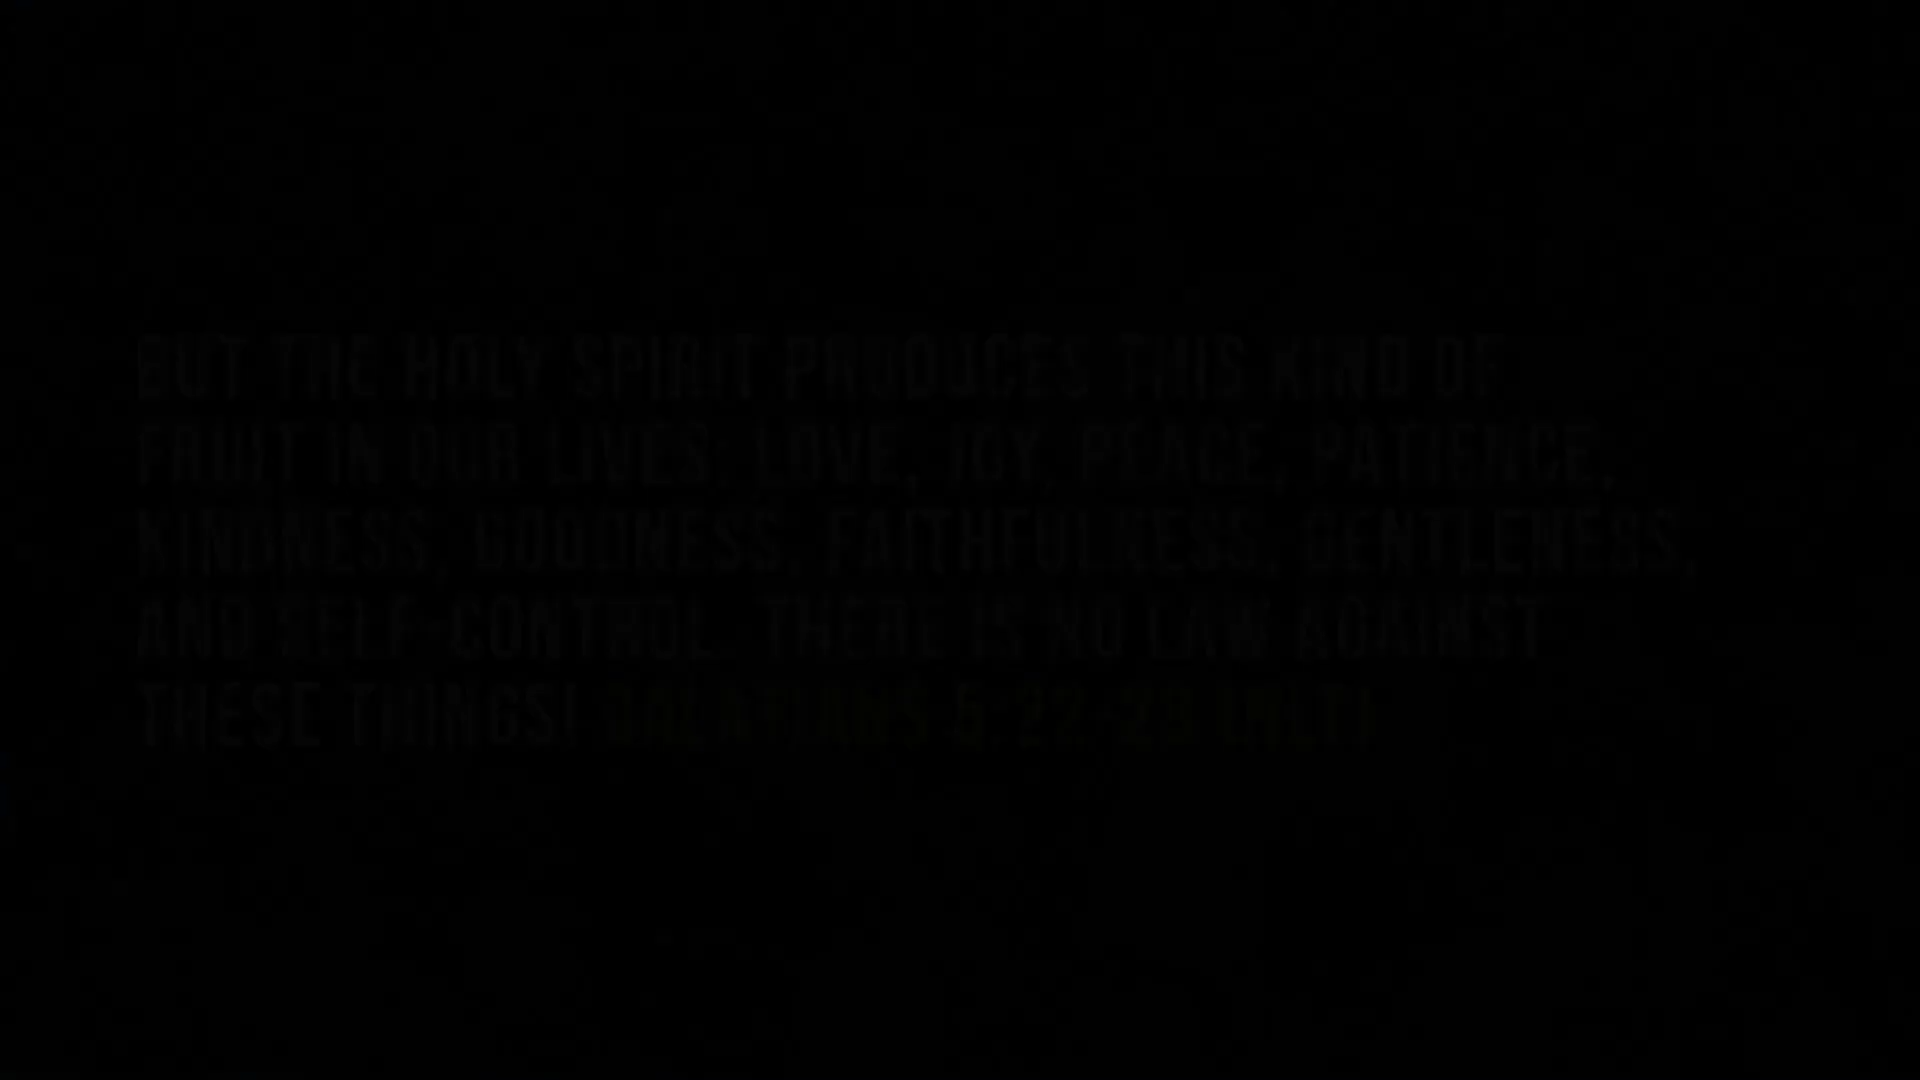 BUT THE HOLY SPIRIT PRODUCES THIS KIND OF
FRUIT IN OUR LIVES: LOVE, JOY, PEACE, PATIENCE,
KINDNESS, GOODNESS, FAITHFULNESS, GENTLENESS,
AND SELF-CONTROL. THERE IS NO LAW AGAINST
THESE THINGS! GALATIANS 5:22-23 (NLT)